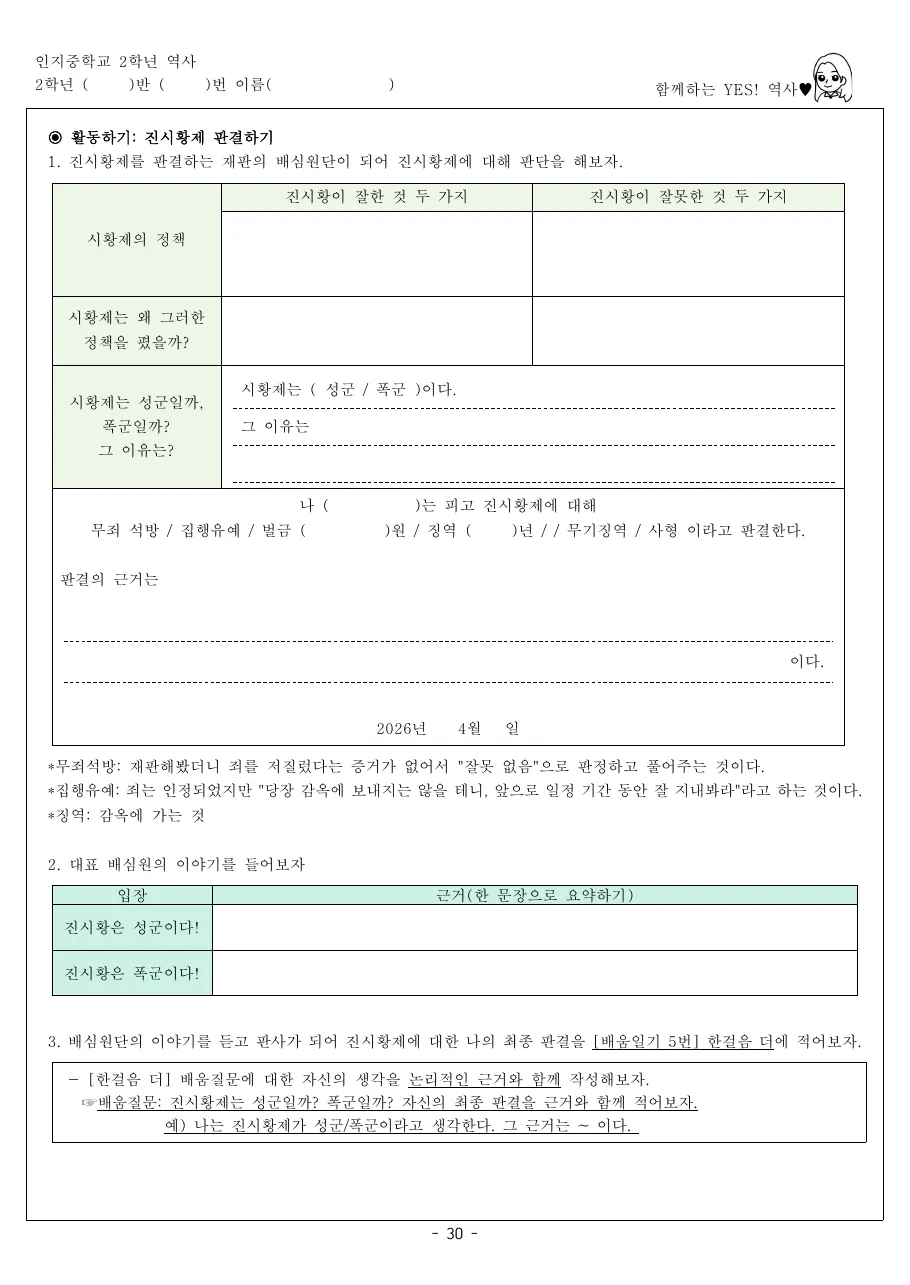 인지중학교 2학년 역사
2학년 (     )반 (     )번 이름(               )
함께하는 YES! 역사♥
◉ 활동하기: 진시황제 판결하기
1. 진시황제를 판결하는 재판의 배심원단이 되어 진시황제에 대해 판단을 해보자.
진시황이 잘한 것 두 가지
진시황이 잘못한 것 두 가지
시황제의 정책
시황제는 왜 그러한
정책을 폈을까?
시황제는 성군일까,
폭군일까?
그 이유는?
시황제는 ( 성군 / 폭군 )이다.
그 이유는
나 (           )는 피고 진시황제에 대해
무죄 석방 / 집행유예 / 벌금 (          )원 / 징역 (     )년 / / 무기징역 / 사형 이라고 판결한다.
판결의 근거는
이다.
2026년    4월   일
*무죄석방: 재판해봤더니 죄를 저질렀다는 증거가 없어서 "잘못 없음"으로 판정하고 풀어주는 것이다.
*집행유예: 죄는 인정되었지만 "당장 감옥에 보내지는 않을 테니, 앞으로 일정 기간 동안 잘 지내봐라"라고 하는 것이다.
*징역: 감옥에 가는 것
2. 대표 배심원의 이야기를 들어보자
입장
근거(한 문장으로 요약하기)
진시황은 성군이다!
진시황은 폭군이다!
3. 배심원단의 이야기를 듣고 판사가 되어 진시황제에 대한 나의 최종 판결을 [배움일기 5번] 한걸음 더에 적어보자.
- [한걸음 더] 배움질문에 대한 자신의 생각을 논리적인 근거와 함께 작성해보자.
☞배움질문: 진시황제는 성군일까? 폭군일까? 자신의 최종 판결을 근거와 함께 적어보자.
예) 나는 진시황제가 성군/폭군이라고 생각한다. 그 근거는 ~ 이다.
- 30 -